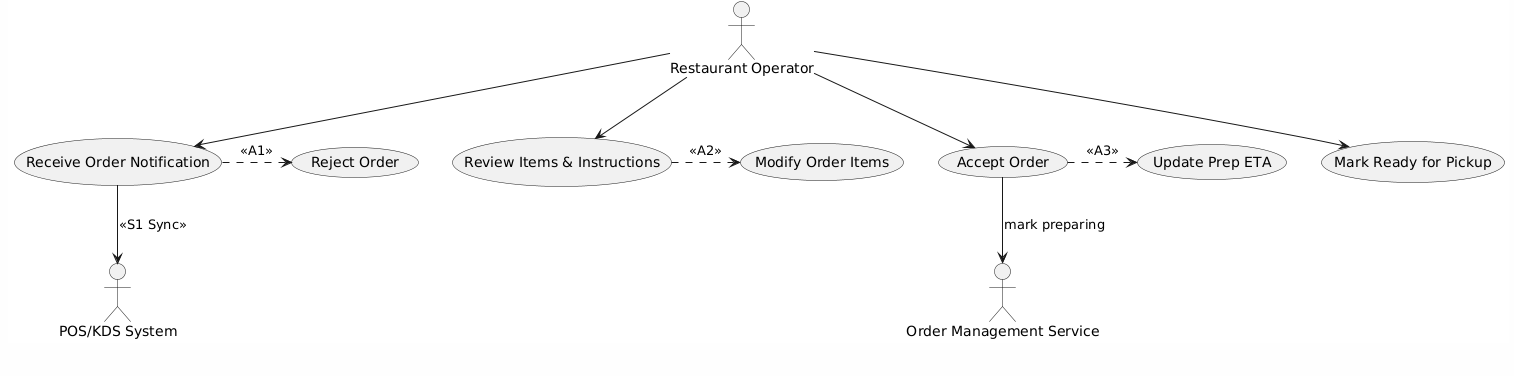 Restaurant Operator
«A1»
«A2»
«A3»
Receive Order Notification
Reject Order
Review Items & Instructions
Modify Order Items
Accept Order
Update Prep ETA
Mark Ready for Pickup
«S1 Sync»
mark preparing
POS/KDS System
Order Management Service